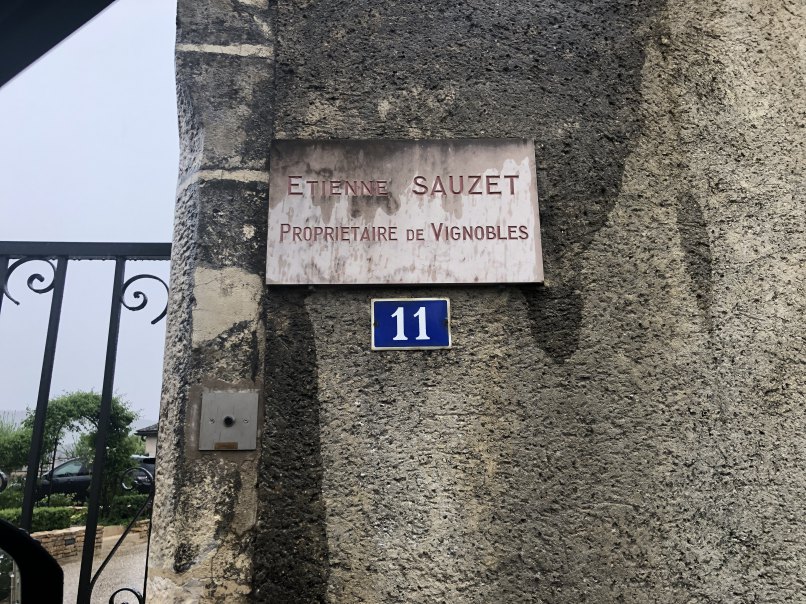 Etienne SAUZET
PROPRIETAIRE DE VIGNOBLES
11